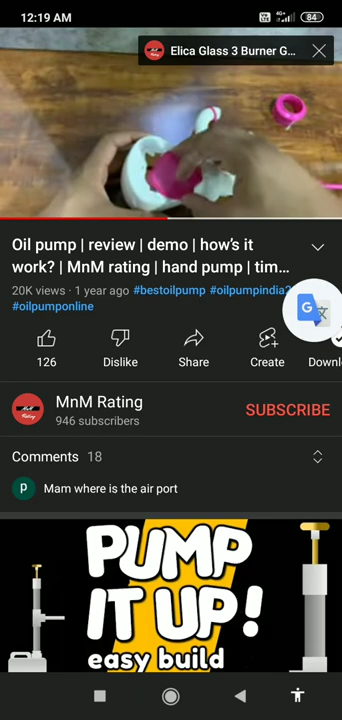 12:19 AM
4G+
84
Elica Glass 3 Burner G...
Oil pump | review | demo | how's it
work? | MnM rating | hand pump | tim...
20K views · 1 year ago #bestoilpump #oilpumpindia?
#oilpumponline
126
Dislike
Share
Create
Downl
MnM Rating
SUBSCRIBE
946 subscribers
Comments 18
p
Mam where is the air port
PUMP
IT UP!
easy build